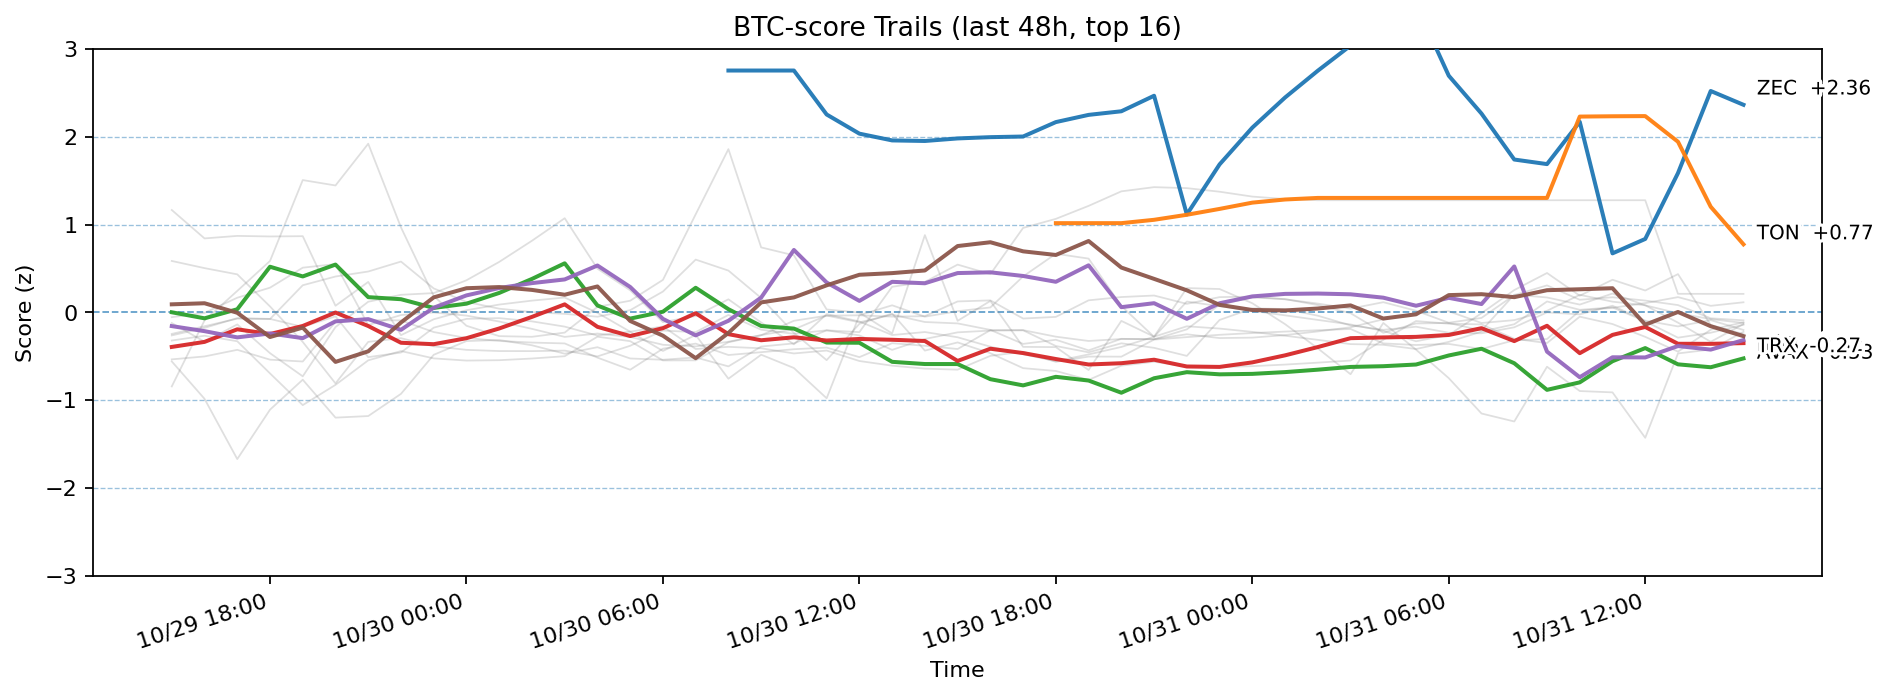 BTC-score Trails (last 48h, top 16)
3
2
1
0
−1
−2
−3
Score (z)
ZEC +2.36
TON +0.77
TRX -0.27
10/29 18:00
10/30 00:00
10/30 06:00
10/30 12:00
10/30 18:00
10/31 00:00
10/31 06:00
10/31 12:00
Time